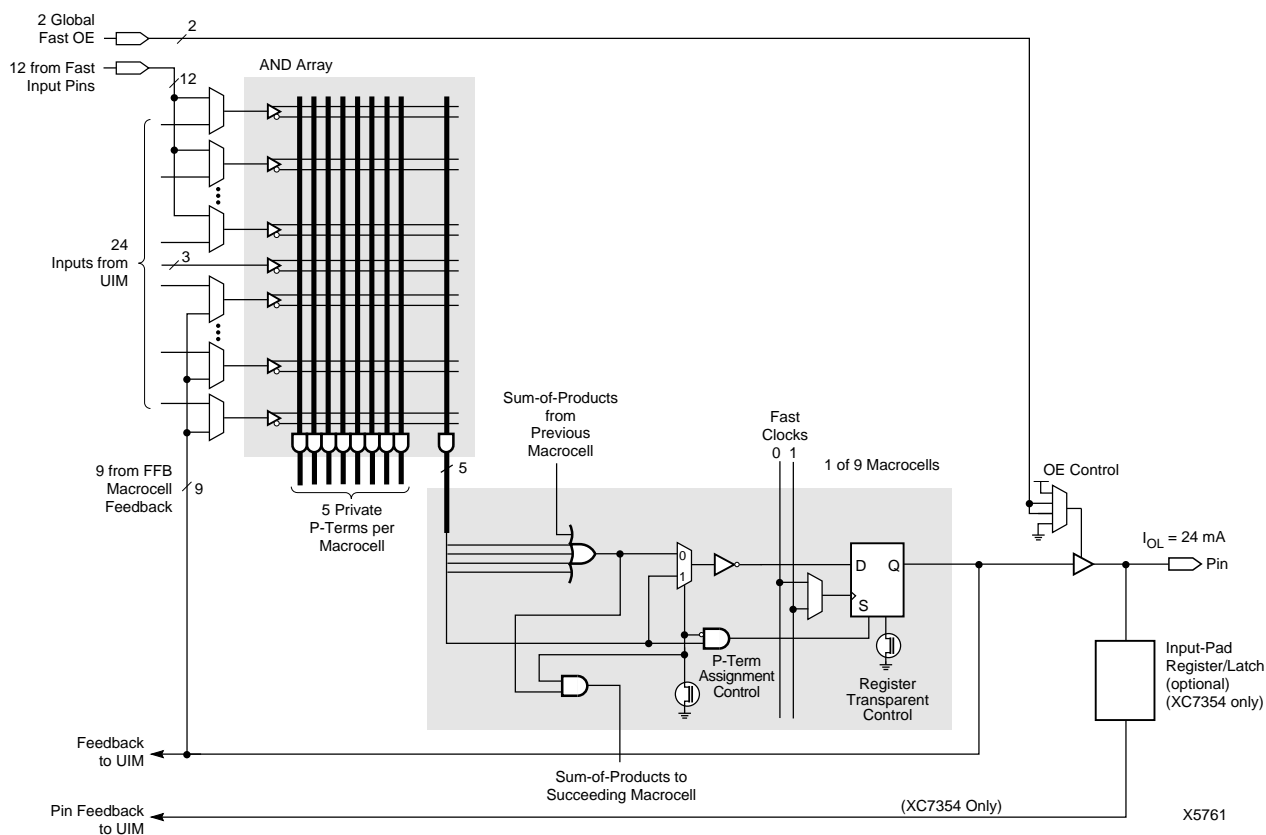 2 Global
Fast OE
2
12 from Fast
Input Pins
12
AND Array
24
Inputs from
UIM
3
9 from FFB
Macrocell
Feedback
9
5 Private
P-Terms per
Macrocell
5
Sum-of-Products
from
Previous
Macrocell
Fast
Clocks
0 1
1 of 9 Macrocells
OE Control
I_OL = 24 mA
Pin
0
1
D Q
S
P-Term
Assignment
Control
Register
Transparent
Control
Input-Pad
Register/Latch
(optional)
(XC7354 only)
Feedback
to UIM
Sum-of-Products to
Succeeding Macrocell
Pin Feedback
to UIM
(XC7354 Only)
X5761